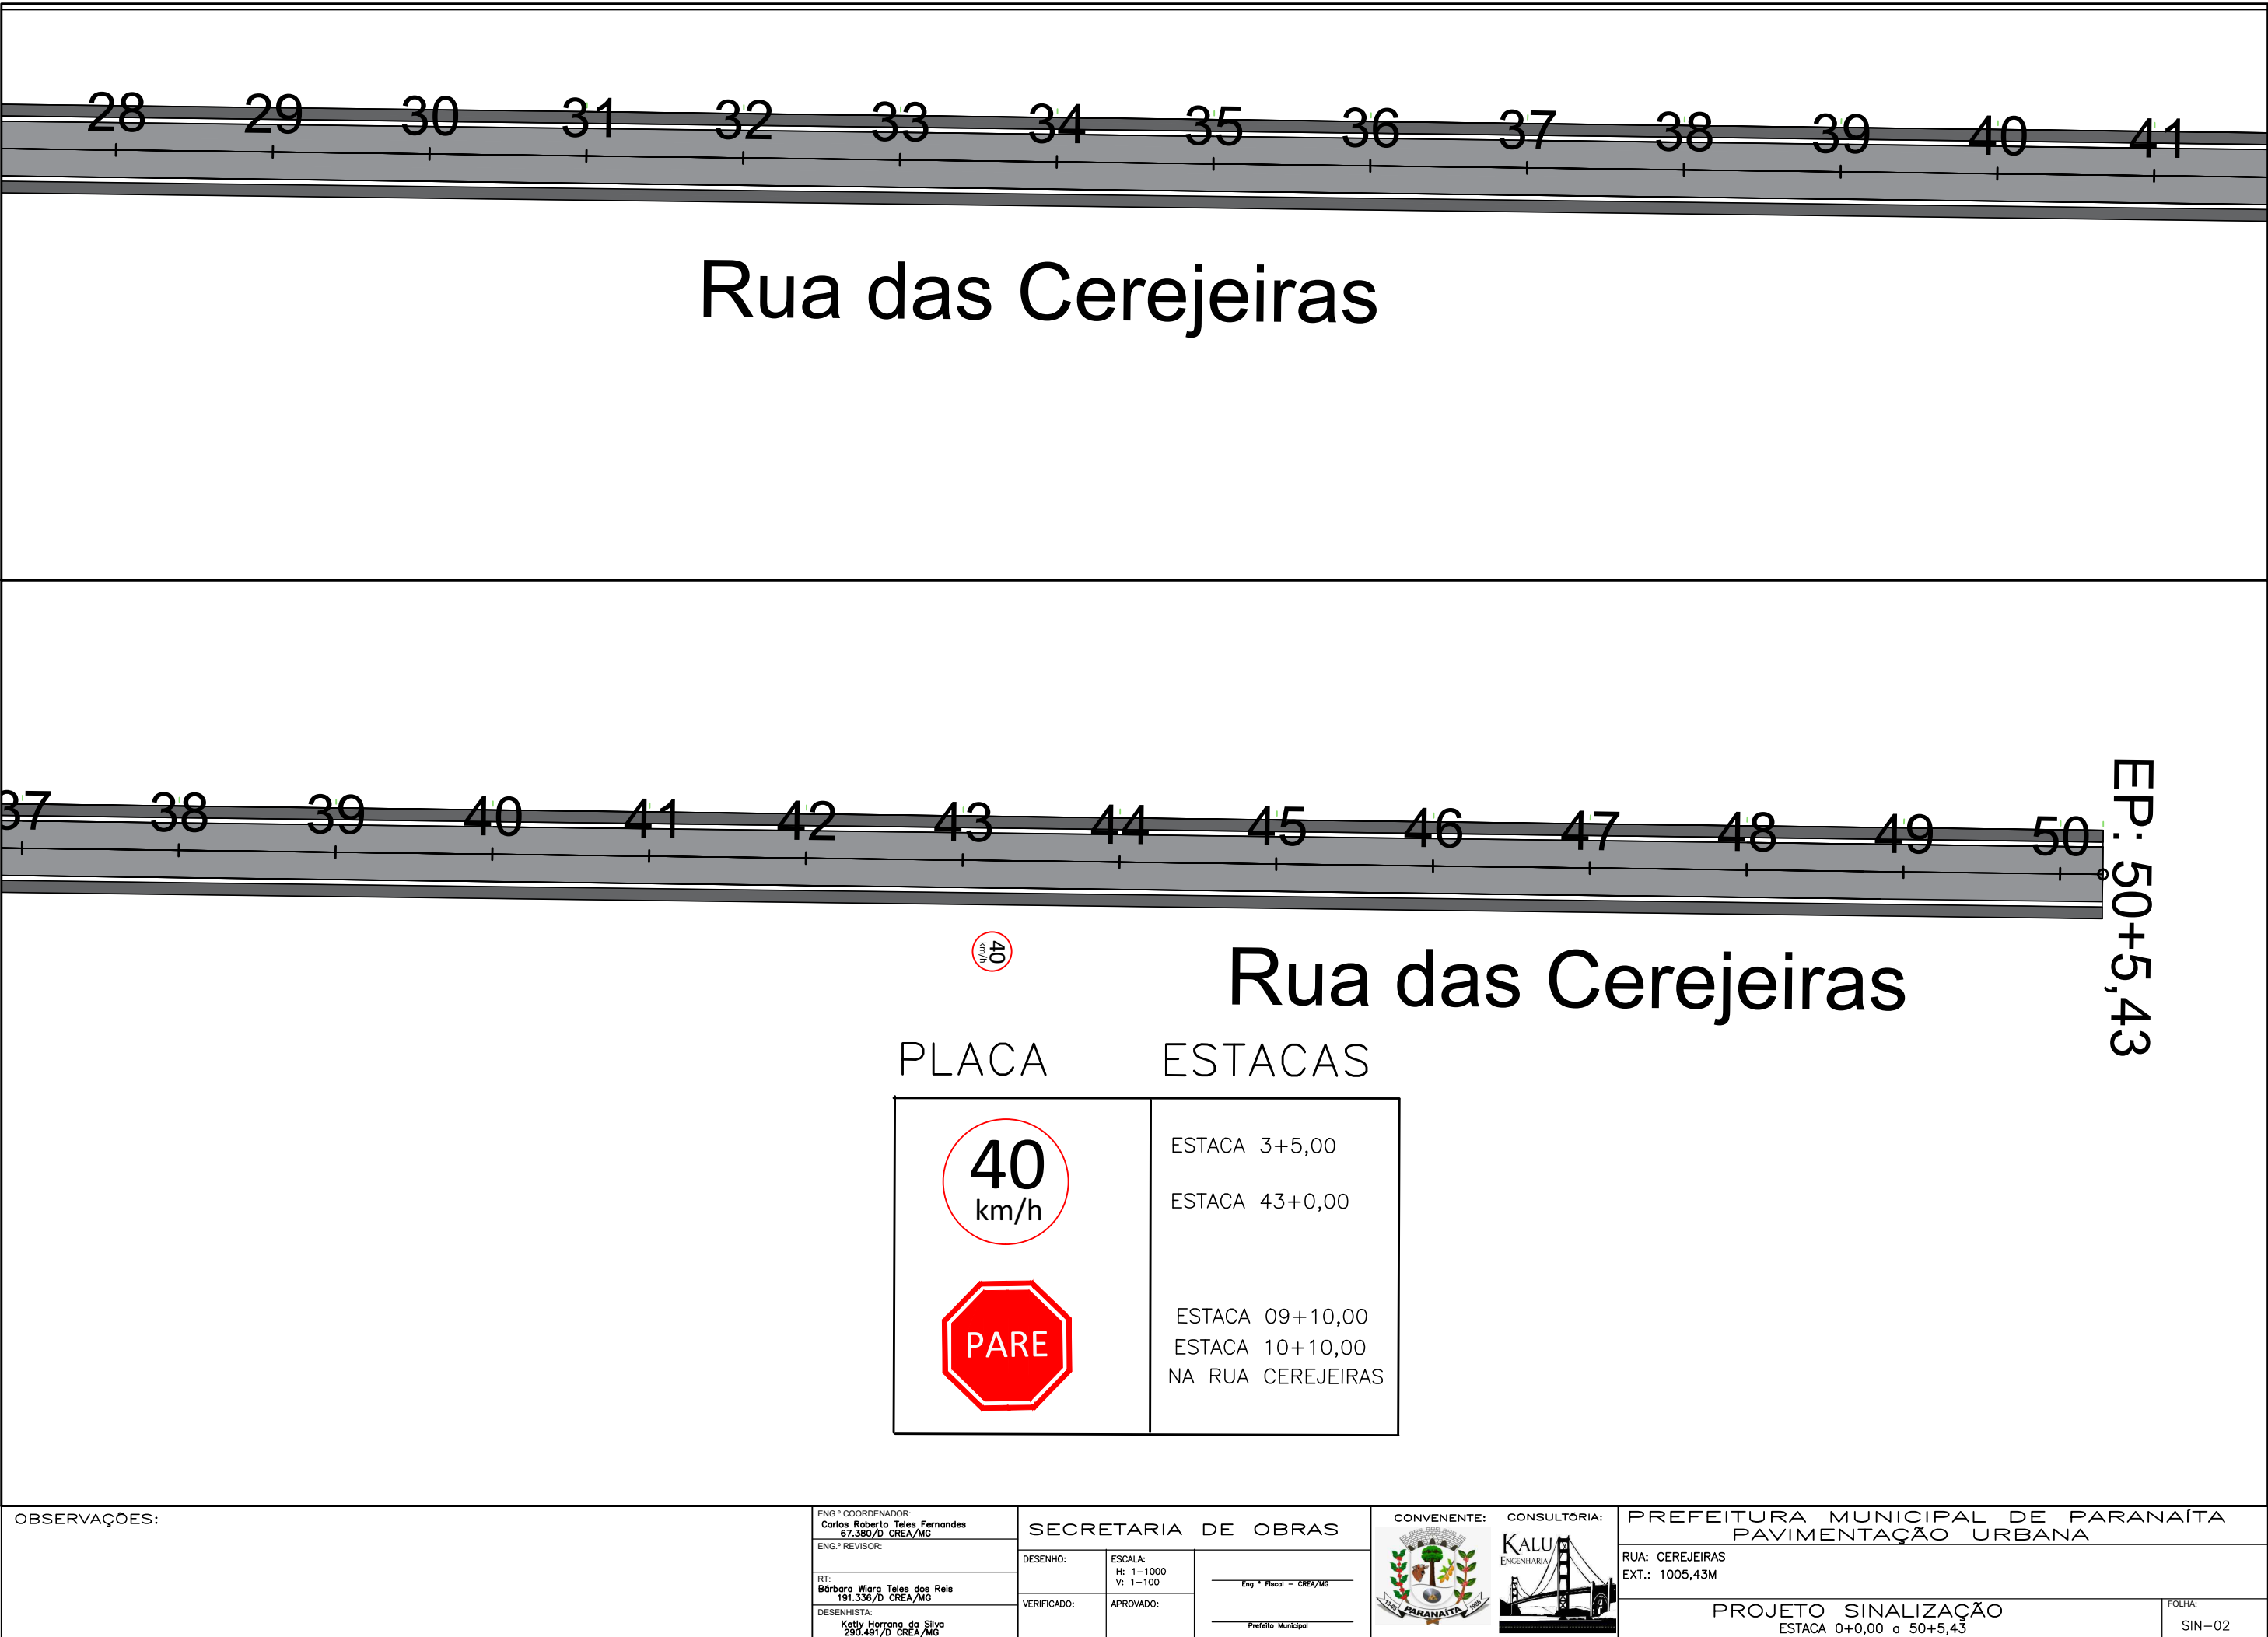 28 29 30 31 32 33 34 35 36 37 38 39 40 41
Rua das Cerejeiras
37 38 39 40 41 42 43 44 45 46 47 48 49 50
EP: 50+5,43
40
km/h
Rua das Cerejeiras
PLACA ESTACAS
40
km/h
ESTACA 3+5,00
ESTACA 43+0,00
PARE
ESTACA 09+10,00
ESTACA 10+10,00
NA RUA CEREJEIRAS
OBSERVAÇÕES:
ENG.º COORDENADOR:
Carlos Roberto Teles Fernandes
67.380/D CREA/MG
ENG.º REVISOR:
RT:
Bárbara Wiara Teles dos Reis
191.336/D CREA/MG
DESENHISTA:
Ketly Horrana da Silva
290.491/D CREA/MG
SECRETARIA DE OBRAS
DESENHO:
ESCALA:
H: 1-1000
V: 1-100
VERIFICADO:
APROVADO:
Eng º Fiscal - CREA/MG
Prefeito Municipal
CONVENENTE:
13-05 PARANAÍTA 1986
CONSULTÓRIA:
KALU
ENGENHARIA
PREFEITURA MUNICIPAL DE PARANAÍTA
PAVIMENTAÇÃO URBANA
RUA: CEREJEIRAS
EXT.: 1005,43M
PROJETO SINALIZAÇÃO
ESTACA 0+0,00 a 50+5,43
FOLHA:
SIN-02